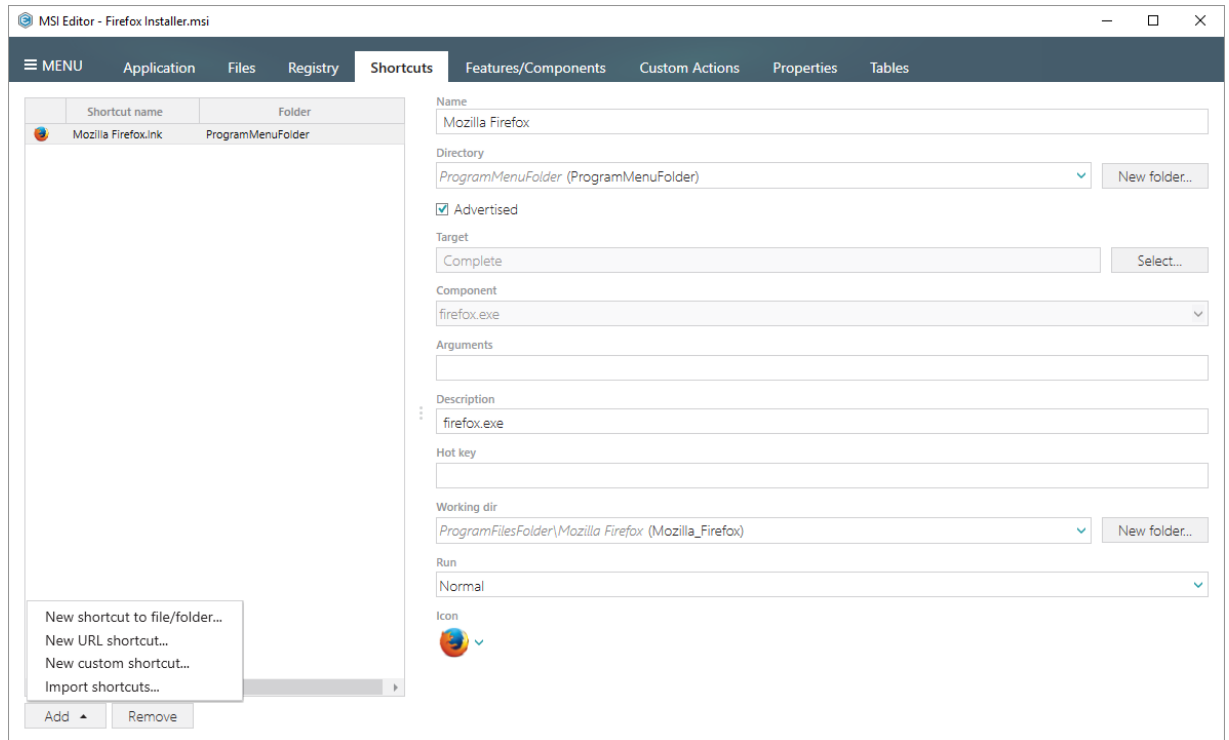 MSI Editor - Firefox Installer.msi
MENU Application Files Registry Shortcuts Features/Components Custom Actions Properties Tables
Shortcut name Folder
Mozilla Firefox.lnk ProgramMenuFolder
Name
Mozilla Firefox
Directory
ProgramMenuFolder (ProgramMenuFolder) New folder...
Advertised
Target
Complete Select...
Component
firefox.exe
Arguments
Description
firefox.exe
Hot key
Working dir
ProgramFilesFolder\Mozilla Firefox (Mozilla_Firefox) New folder...
Run
Normal
Icon
New shortcut to file/folder...
New URL shortcut...
New custom shortcut...
Import shortcuts...
Add Remove